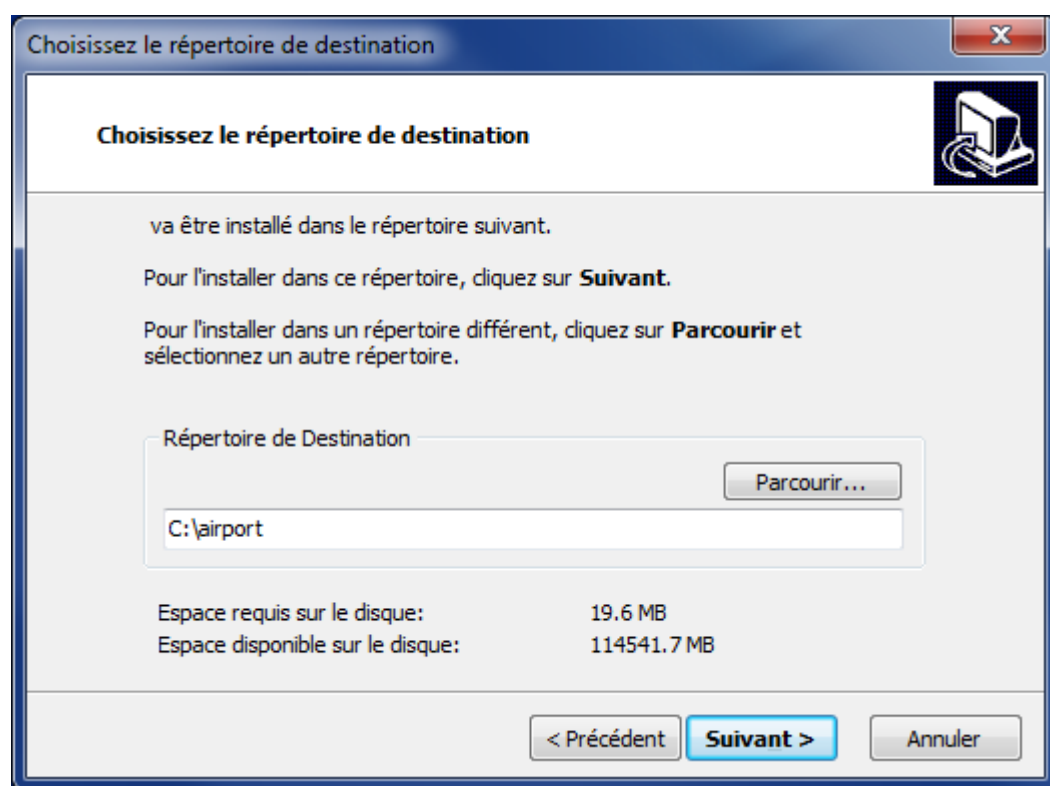 Choisissez le répertoire de destination
Choisissez le répertoire de destination
va être installé dans le répertoire suivant.
Pour l'installer dans ce répertoire, cliquez sur Suivant.
Pour l'installer dans un répertoire différent, cliquez sur Parcourir et
sélectionnez un autre répertoire.
Répertoire de Destination
Parcourir...
C:\airport
Espace requis sur le disque: 19.6 MB
Espace disponible sur le disque: 114541.7 MB
< Précédent Suivant > Annuler